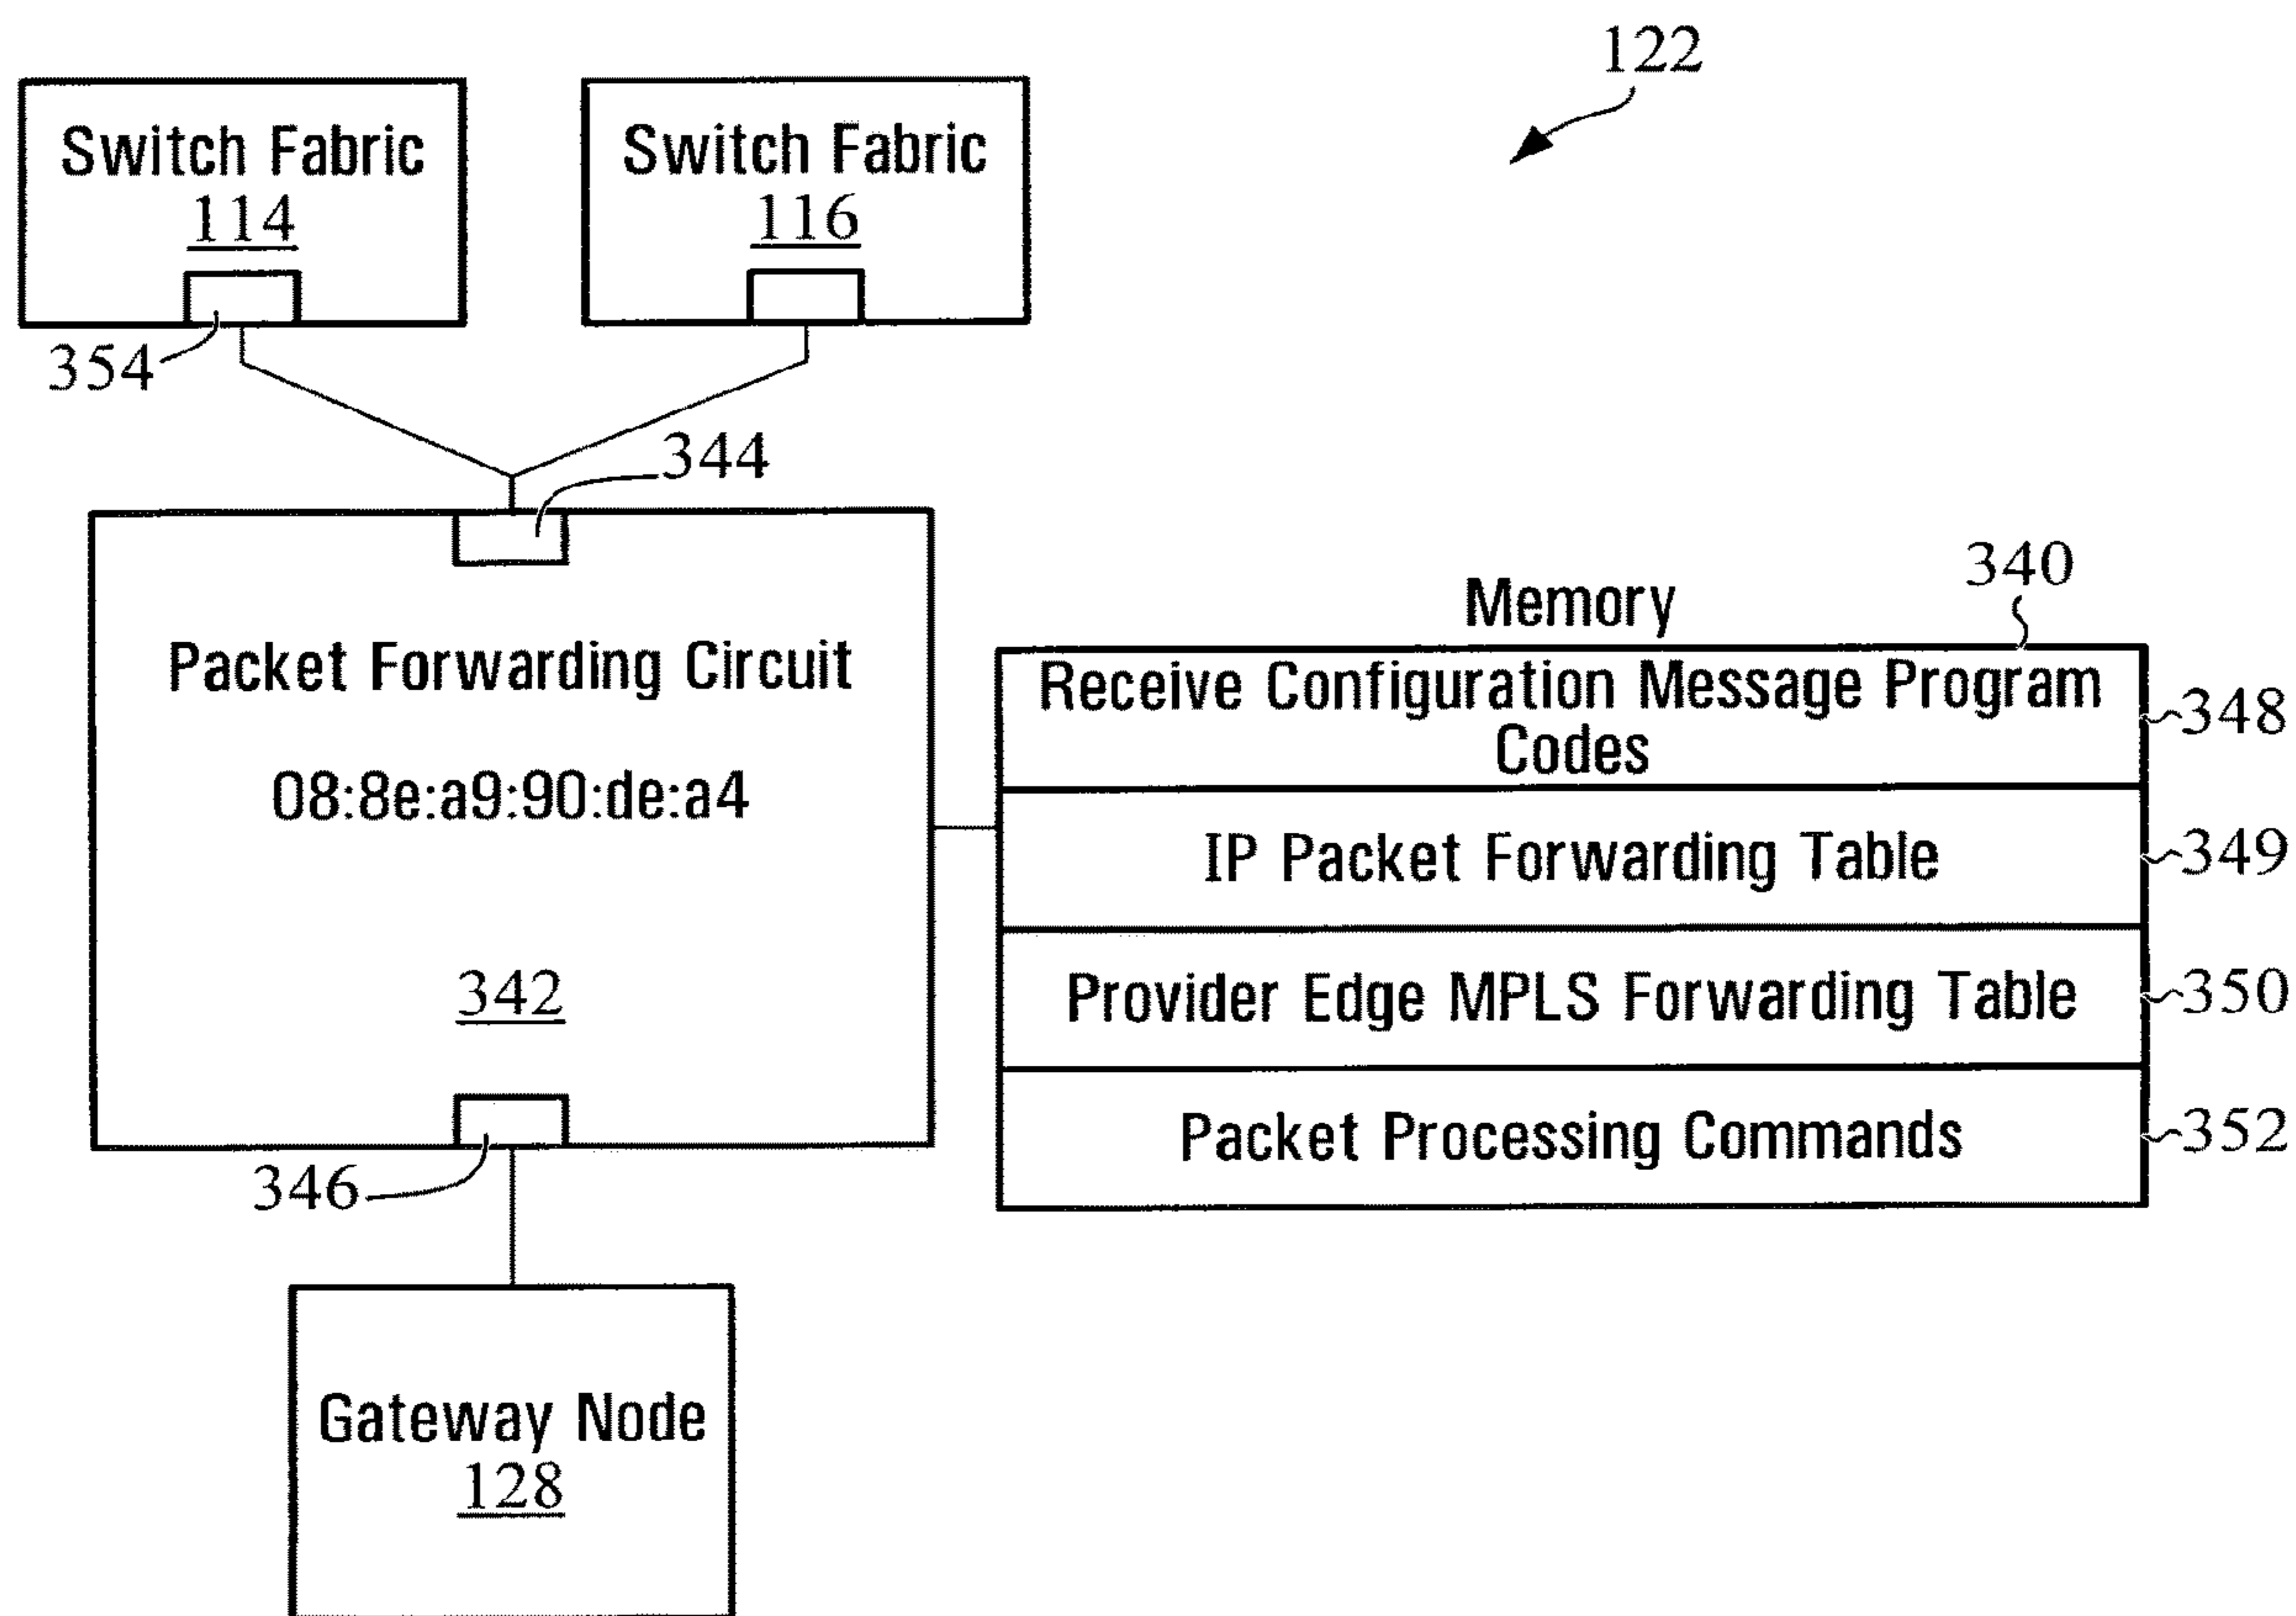 122
Switch Fabric
114
Switch Fabric
116
354
344
Packet Forwarding Circuit
08:8e:a9:90:de:a4
342
346
Memory
340
Receive Configuration Message Program
Codes
348
IP Packet Forwarding Table
349
Provider Edge MPLS Forwarding Table
350
Packet Processing Commands
352
Gateway Node
128